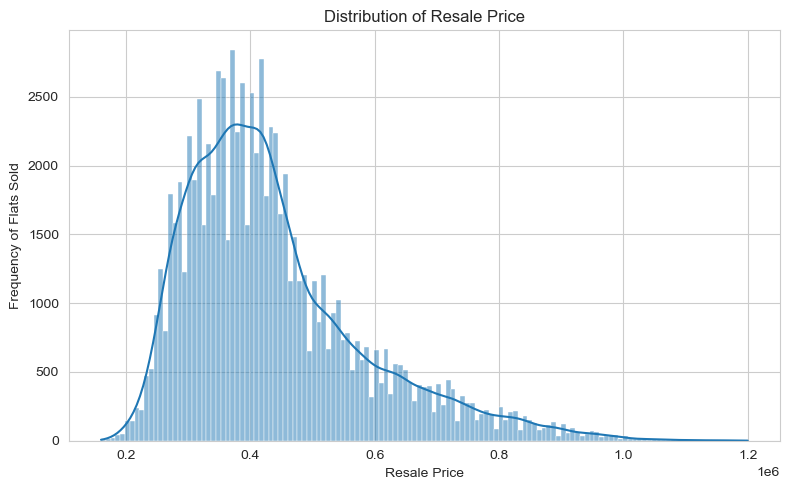 Distribution of Resale Price
Frequency of Flats Sold
2500
2000
1500
1000
500
0
0.2 0.4 0.6 0.8 1.0 1.2
1e6
Resale Price